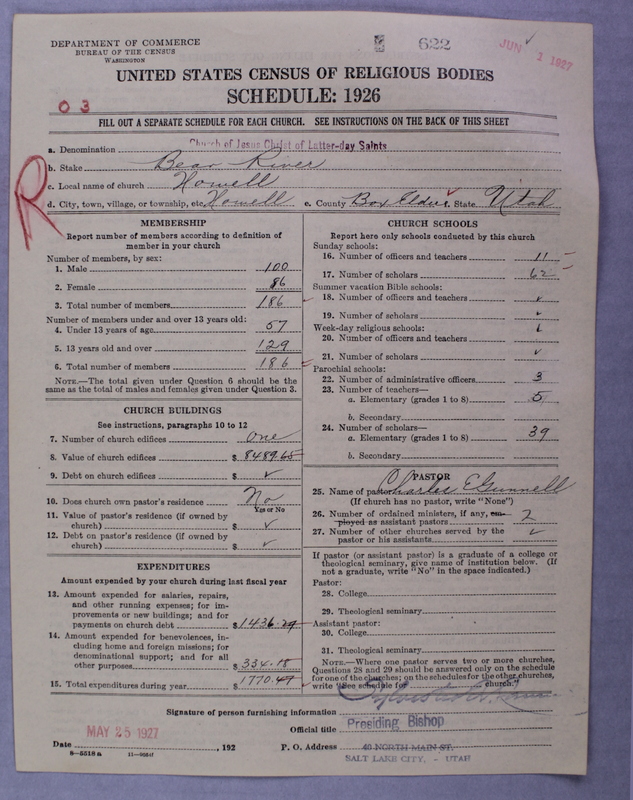 DEPARTMENT OF COMMERCE
BUREAU OF THE CENSUS
WASHINGTON
622
JUN 1 1927
UNITED STATES CENSUS OF RELIGIOUS BODIES
SCHEDULE: 1926
0 3
FILL OUT A SEPARATE SCHEDULE FOR EACH CHURCH. SEE INSTRUCTIONS ON THE BACK OF THIS SHEET
a. Denomination Church of Jesus Christ of Latter-day Saints
b. Stake Bear River
c. Local name of church Howell
d. City, town, village, or township, etc. Howell e. County Box Elder State Utah
R
MEMBERSHIP
Report number of members according to definition of member in your church
Number of members, by sex:
1. Male 100
2. Female 86
3. Total number of members 186
Number of members under and over 13 years old:
4. Under 13 years of age 57
5. 13 years old and over 129
6. Total number of members 186
NOTE.—The total given under Question 6 should be the
same as the total of males and females given under Question 3.
CHURCH BUILDINGS
See instructions, paragraphs 10 to 12
7. Number of church edifices One
8. Value of church edifices $ 8489.65
9. Debt on church edifices $ ✓
10. Does church own pastor's residence No
Yes or No
11. Value of pastor's residence (if owned by
church) $ ✓
12. Debt on pastor's residence (if owned by
church) $ ✓
EXPENDITURES
Amount expended by your church during last fiscal year
13. Amount expended for salaries, repairs,
and other running expenses; for im-
provements or new buildings; and for
payments on church debt $ 1436.29
14. Amount expended for benevolences, in-
cluding home and foreign missions; for
denominational support; and for all
other purposes $ 334.18
15. Total expenditures during year $ 1770.47
CHURCH SCHOOLS
Report here only schools conducted by this church
Sunday schools:
16. Number of officers and teachers 11
17. Number of scholars 62
Summer vacation Bible schools:
18. Number of officers and teachers ✓
19. Number of scholars ✓
Week-day religious schools:
20. Number of officers and teachers ✓
21. Number of scholars ✓
Parochial schools:
22. Number of administrative officers 3
23. Number of teachers—
a. Elementary (grades 1 to 8) 5
b. Secondary
24. Number of scholars—
a. Elementary (grades 1 to 8) 39
b. Secondary
PASTOR
25. Name of pastor Charles E Gunnell
(If church has no pastor, write "None")
26. Number of ordained ministers, if any, em-
ployed as assistant pastors 2
27. Number of other churches served by the
pastor or his assistants ✓
If pastor (or assistant pastor) is a graduate of a college or
theological seminary, give name of institution below. (If
not a graduate, write "No" in the space indicated.)
Pastor:
28. College
29. Theological seminary
Assistant pastor:
30. College
31. Theological seminary
NOTE.—Where one pastor serves two or more churches,
Questions 28 and 29 should be answered only on the schedule
for one of the churches; on the schedules for the other churches,
write "See schedule for church."
Signature of person furnishing information
Official title Presiding Bishop
MAY 25 1927
Date , 192
P. O. Address 40 NORTH MAIN ST.
SALT LAKE CITY, - UTAH
8—5518a